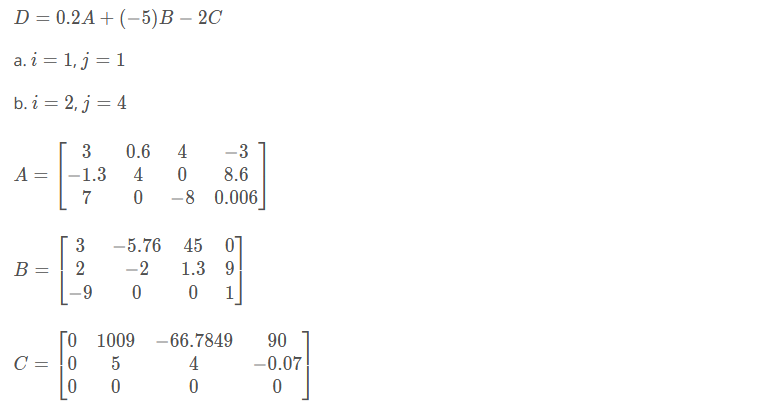 D = 0.2A + (−5)B − 2C
a. i = 1, j = 1
b. i = 2, j = 4
3 0.6 4 −3
A = −1.3 4 0 8.6
7 0 −8 0.006
3 −5.76 45 0
B = 2 −2 1.3 9
−9 0 0 1
0 1009 −66.7849 90
C = 0 5 4 −0.07
0 0 0 0